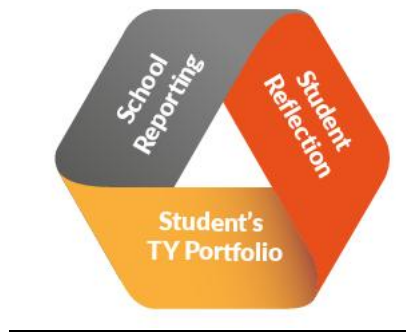 School
Reporting
Student
Reflection
Student's
TY Portfolio